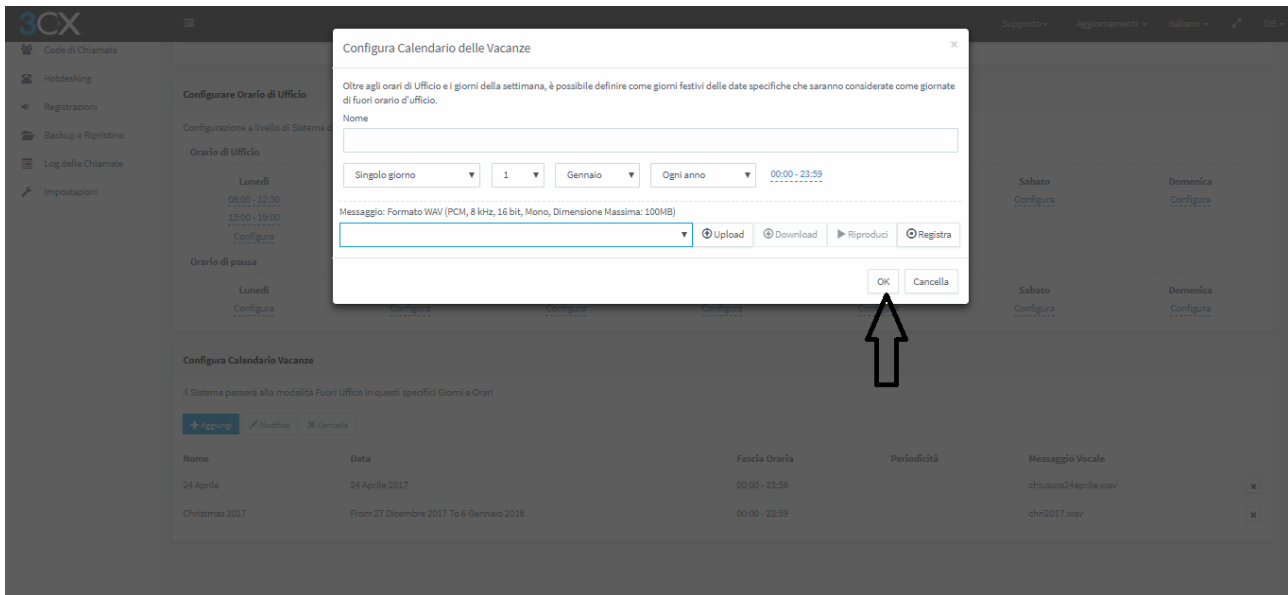 3CX
Supporto
Aggiornamenti
Italiano
DB
Code di Chiamata
Hotdesking
Registrazioni
Backup e Ripristino
Log delle Chiamate
Impostazioni
Configura Calendario delle Vacanze
×
Oltre agli orari di Ufficio e i giorni della settimana, è possibile definire come giorni festivi delle date specifiche che saranno considerate come giornate
di fuori orario d'ufficio.
Nome
Singolo giorno
1
Gennaio
Ogni anno
00:00 - 23:59
Messaggio: Formato WAV (PCM, 8 kHz, 16 bit, Mono, Dimensione Massima: 100MB)
Upload
Download
Riproduci
Registra
OK
Cancella
Configurare Orario di Ufficio
Configurazione a livello di Sistema
Orario di Ufficio
Lunedì
Sabato
Domenica
08:00 - 12:30
Configura
Configura
15:00 - 19:00
Configura
Orario di pausa
Lunedì
Sabato
Domenica
Configura
Configura
Configura
Configura
Configura
Configura
Configura
Configura Calendario Vacanze
Il Sistema passerà alla modalità Fuori Uffico in questi specifici Giorni e Orari
Aggiungi
Modifica
Cancella
Nome Data Fascia Oraria Periodicità Messaggio Vocale
24 Aprile 24 Aprile 2017 00:00 - 23:59 chiusura24aprile.wav
Christmas 2017 From 27 Dicembre 2017 To 6 Gennaio 2018 00:00 - 23:59 chri2017.wav